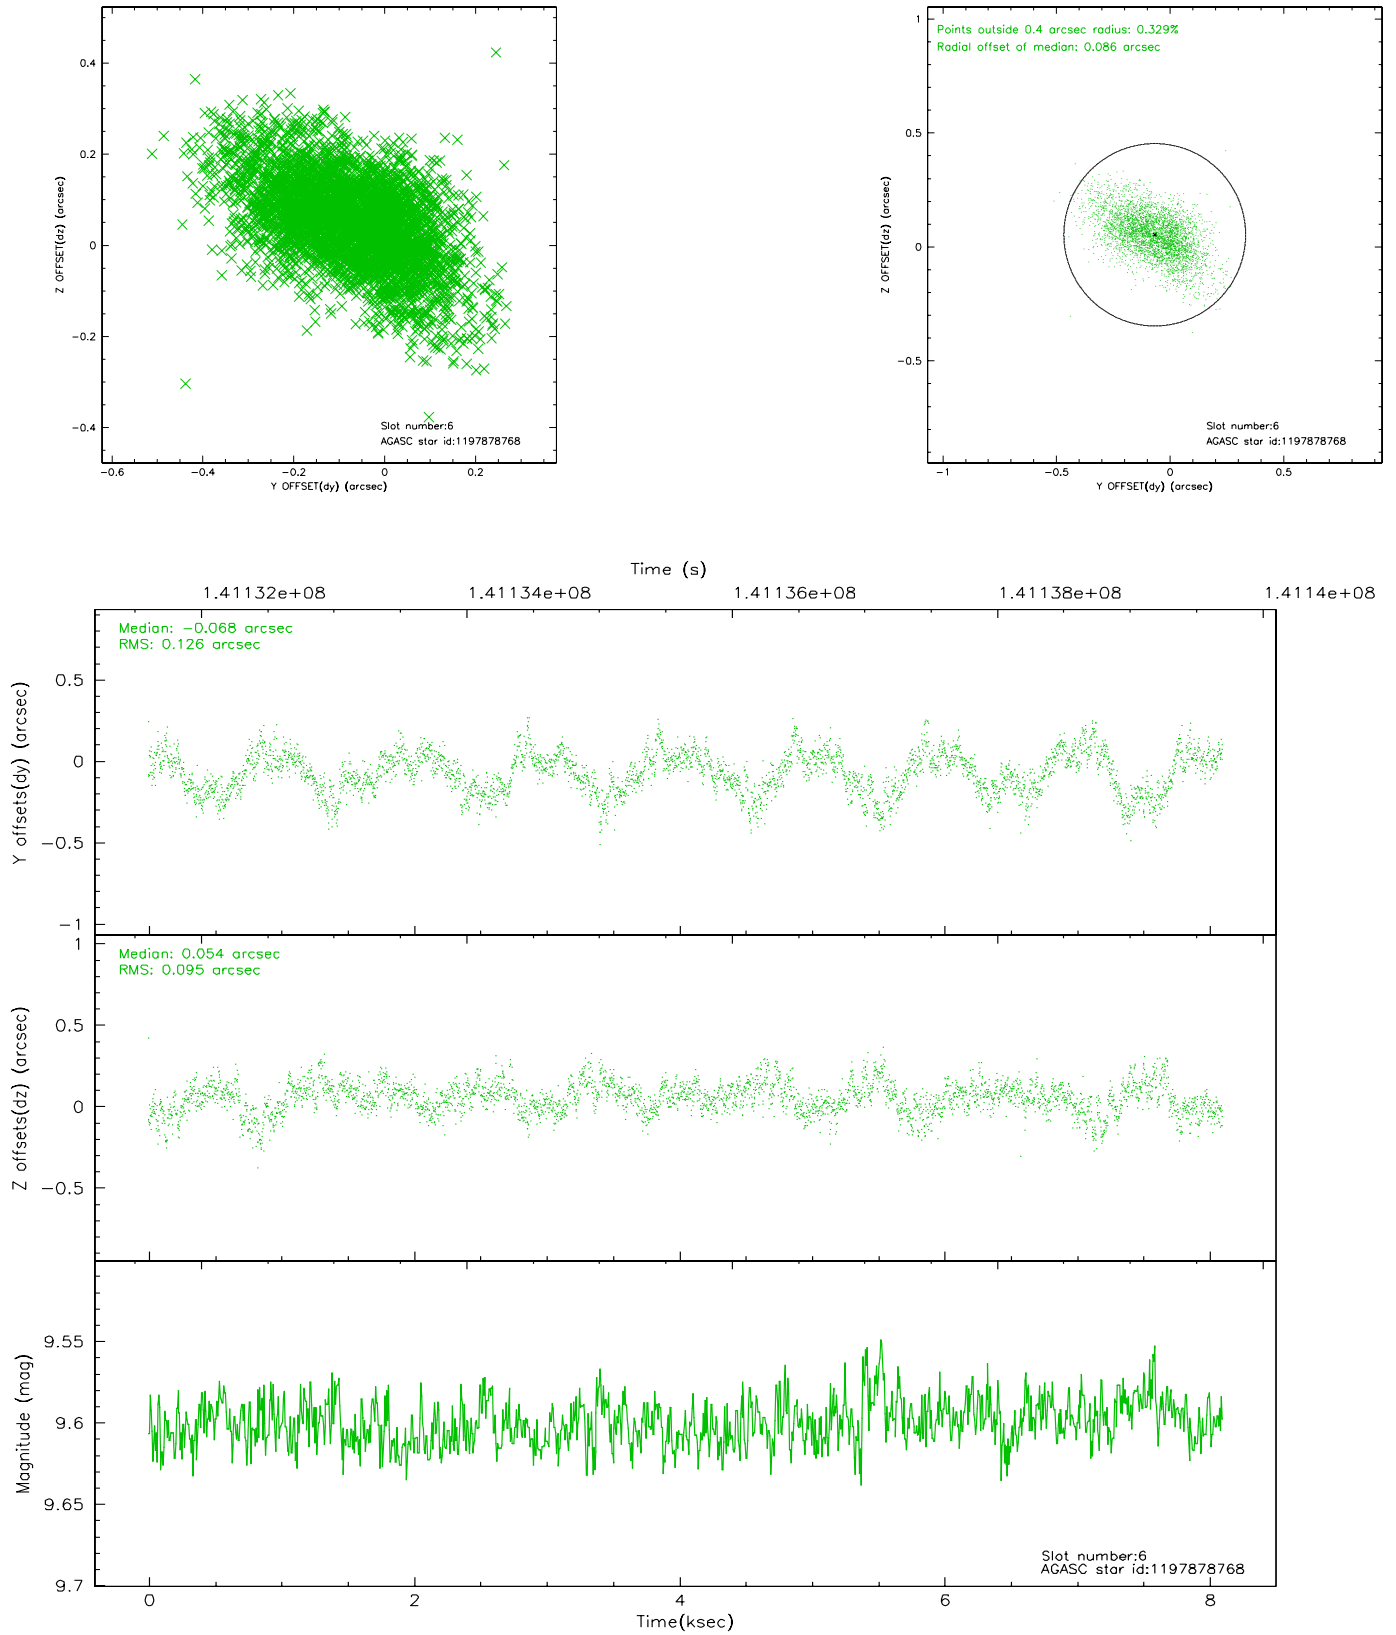 0.4
0.2
0
-0.2
-0.4
Z OFFSET(dz) (arcsec)
Slot number:6
AGASC star id:1197878768
-0.6
-0.4
-0.2
0
0.2
Y OFFSET(dy) (arcsec)
Points outside 0.4 arcsec radius: 0.329%
Radial offset of median: 0.086 arcsec
1
0.5
0
-0.5
Z OFFSET(dz) (arcsec)
Slot number:6
AGASC star id:1197878768
-1
-0.5
0
0.5
Y OFFSET(dy) (arcsec)
Time (s)
1.41132e+08
1.41134e+08
1.41136e+08
1.41138e+08
1.4114e+08
Median: -0.068 arcsec
RMS: 0.126 arcsec
0.5
0
-0.5
-1
Y offsets(dy) (arcsec)
Median: 0.054 arcsec
RMS: 0.095 arcsec
1
0.5
0
-0.5
Z offsets(dz) (arcsec)
9.55
9.6
9.65
9.7
Magnitude (mag)
Slot number:6
AGASC star id:1197878768
0
2
4
6
8
Time(ksec)